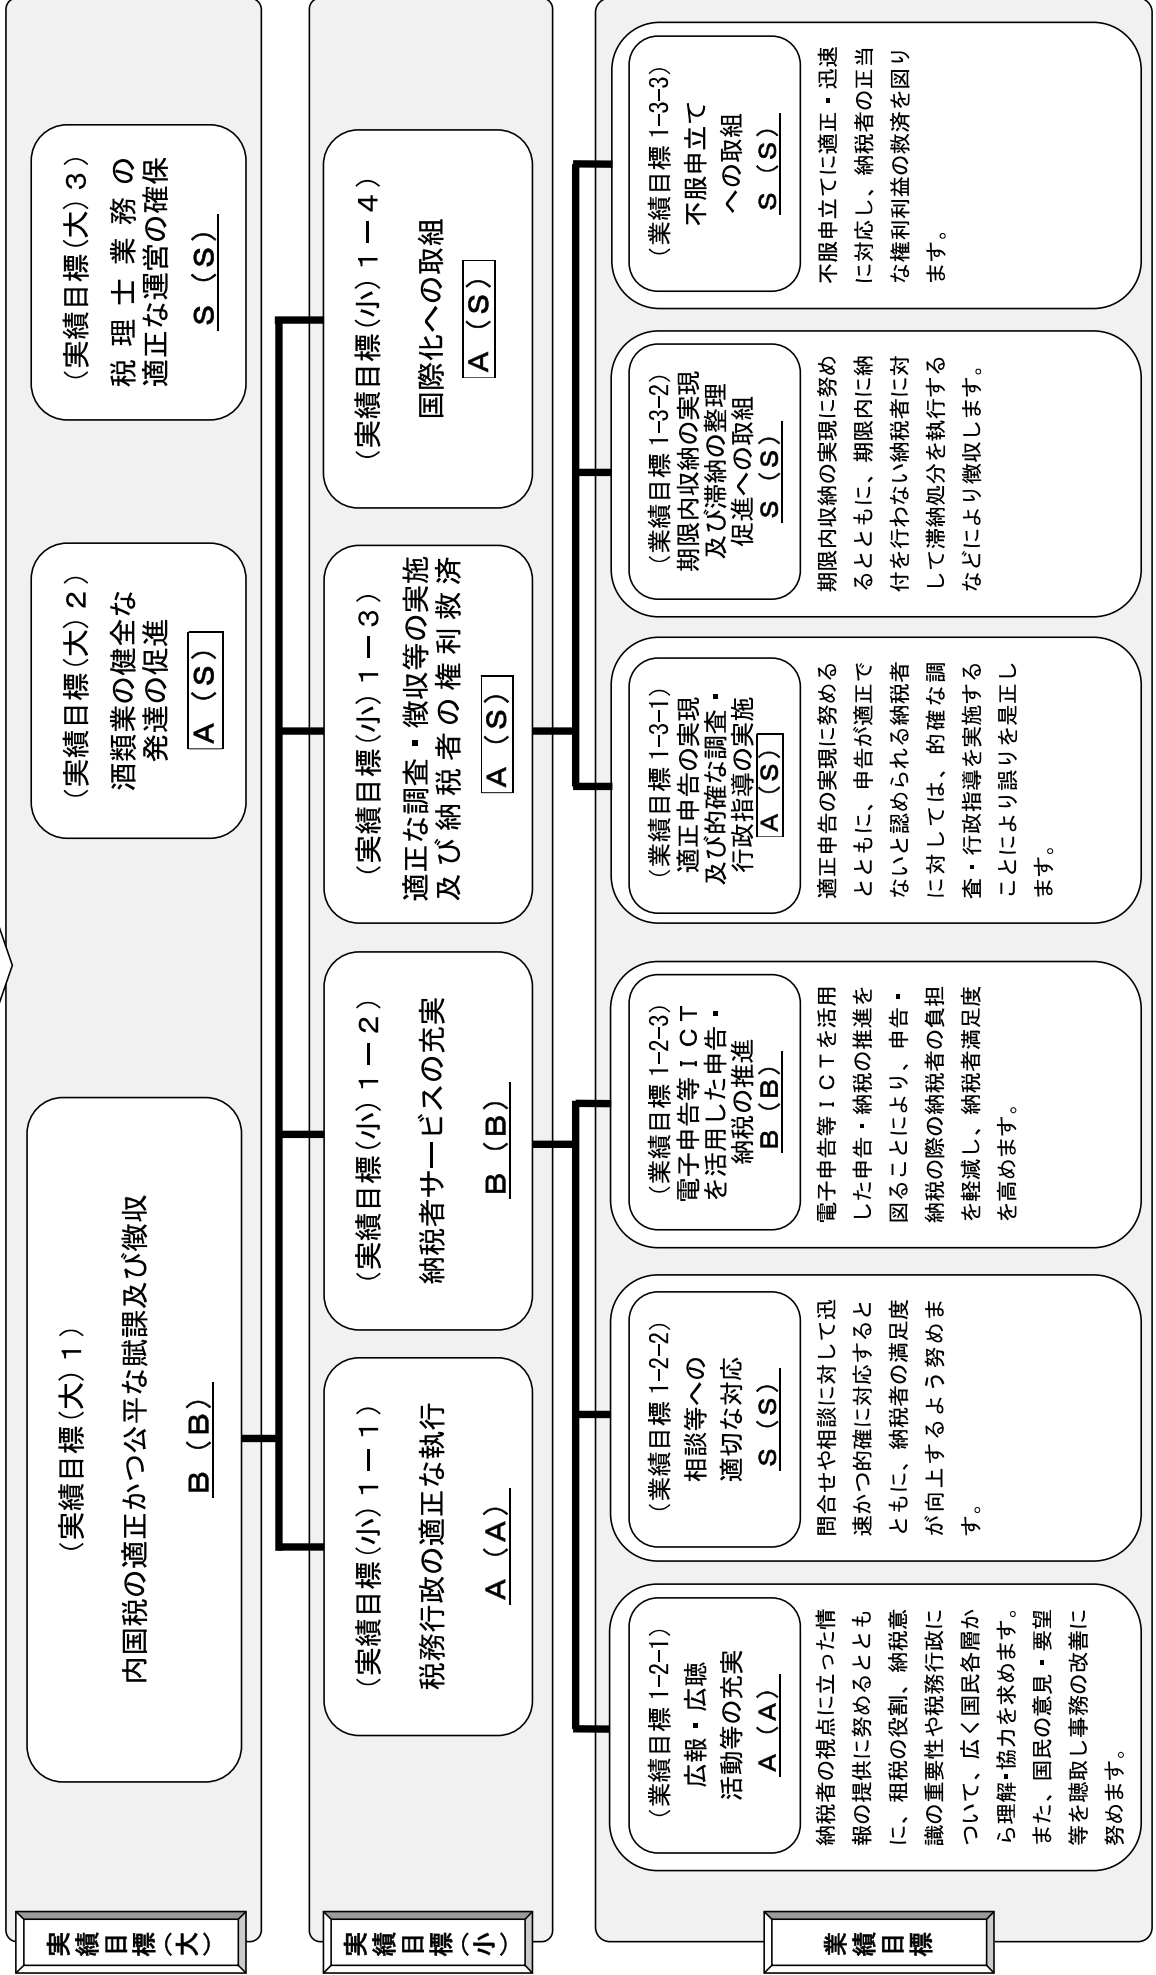 実績目標(大)
(実績目標(大)1)
内国税の適正かつ公平な賦課及び徴収
B(B)
(実績目標(大)2)
酒類業の健全な
発達の促進
A(S)
(実績目標(大)3)
税理士業務の
適正な運営の確保
S(S)
実績目標(小)
(実績目標(小)1-1)
税務行政の適正な執行
A(A)
(実績目標(小)1-2)
納税者サービスの充実
B(B)
(実績目標(小)1-3)
適正な調査・徴収等の実施
及び納税者の権利救済
A(S)
(実績目標(小)1-4)
国際化への取組
A(S)
業績目標
(業績目標 1-2-1)
広報・広聴
活動等の充実
A(A)
納税者の視点に立った情
報の提供に努めるととも
に、租税の役割、納税意
識の重要性や税務行政に
ついて、広く国民各層か
ら理解・協力を求めます。
また、国民の意見・要望
等を聴取し事務の改善に
努めます。
(業績目標 1-2-2)
相談等への
適切な対応
S(S)
問合せや相談に対して迅
速かつ的確に対応すると
ともに、納税者の満足度
が向上するよう努めま
す。
(業績目標 1-2-3)
電子申告等ICT
を活用した申告・
納税の推進
B(B)
電子申告等ICTを活用
した申告・納税の推進を
図ることにより、申告・
納税の際の納税者の負担
を軽減し、納税者満足度
を高めます。
(業績目標 1-3-1)
適正申告の実現
及び的確な調査・
行政指導の実施
A(S)
適正申告の実現に努める
とともに、申告が適正で
ないと認められる納税者
に対しては、的確な調
査・行政指導を実施する
ことにより誤りを是正し
ます。
(業績目標 1-3-2)
期限内収納の実現
及び滞納の整理
促進への取組
S(S)
期限内収納の実現に努め
るとともに、期限内に納
付を行わない納税者に対
して滞納処分を執行する
などにより徴収します。
(業績目標 1-3-3)
不服申立て
への取組
S(S)
不服申立てに適正・迅速
に対応し、納税者の正当
な権利利益の救済を図り
ます。